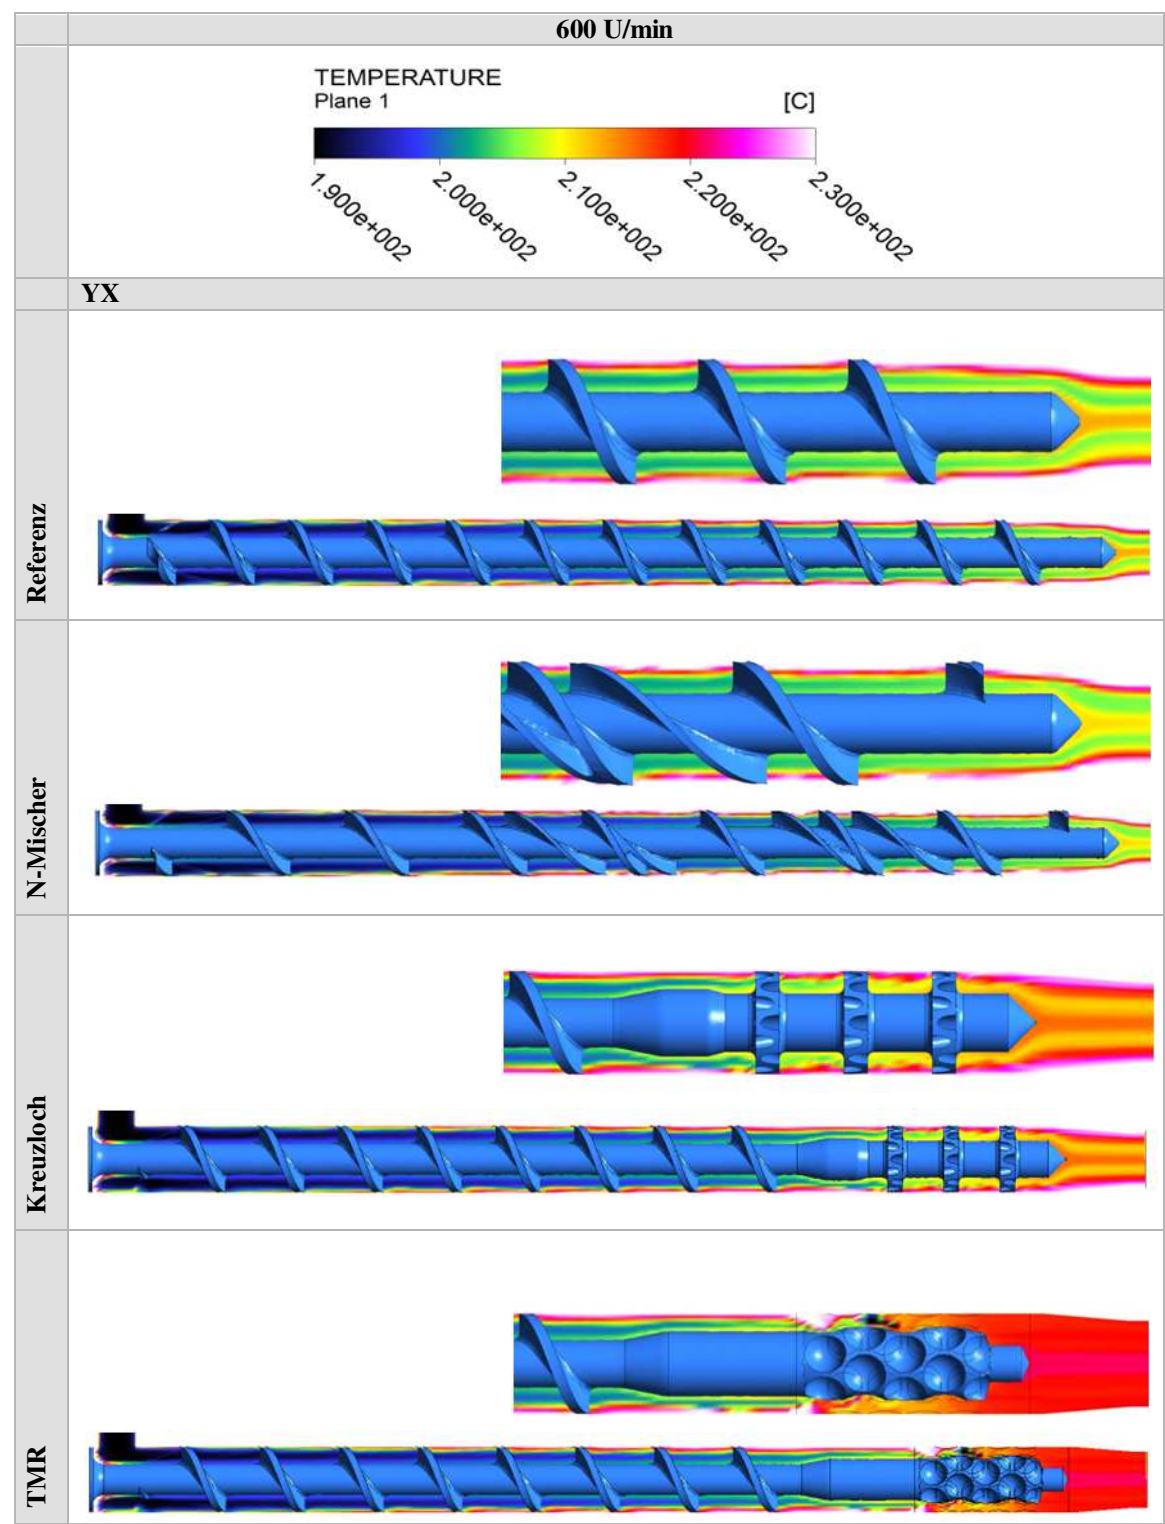 600 U/min
TEMPERATURE
Plane 1
[C]
1.900e+002
2.000e+002
2.100e+002
2.200e+002
2.300e+002
YX
Referenz
N-Mischer
Kreuzloch
TMR